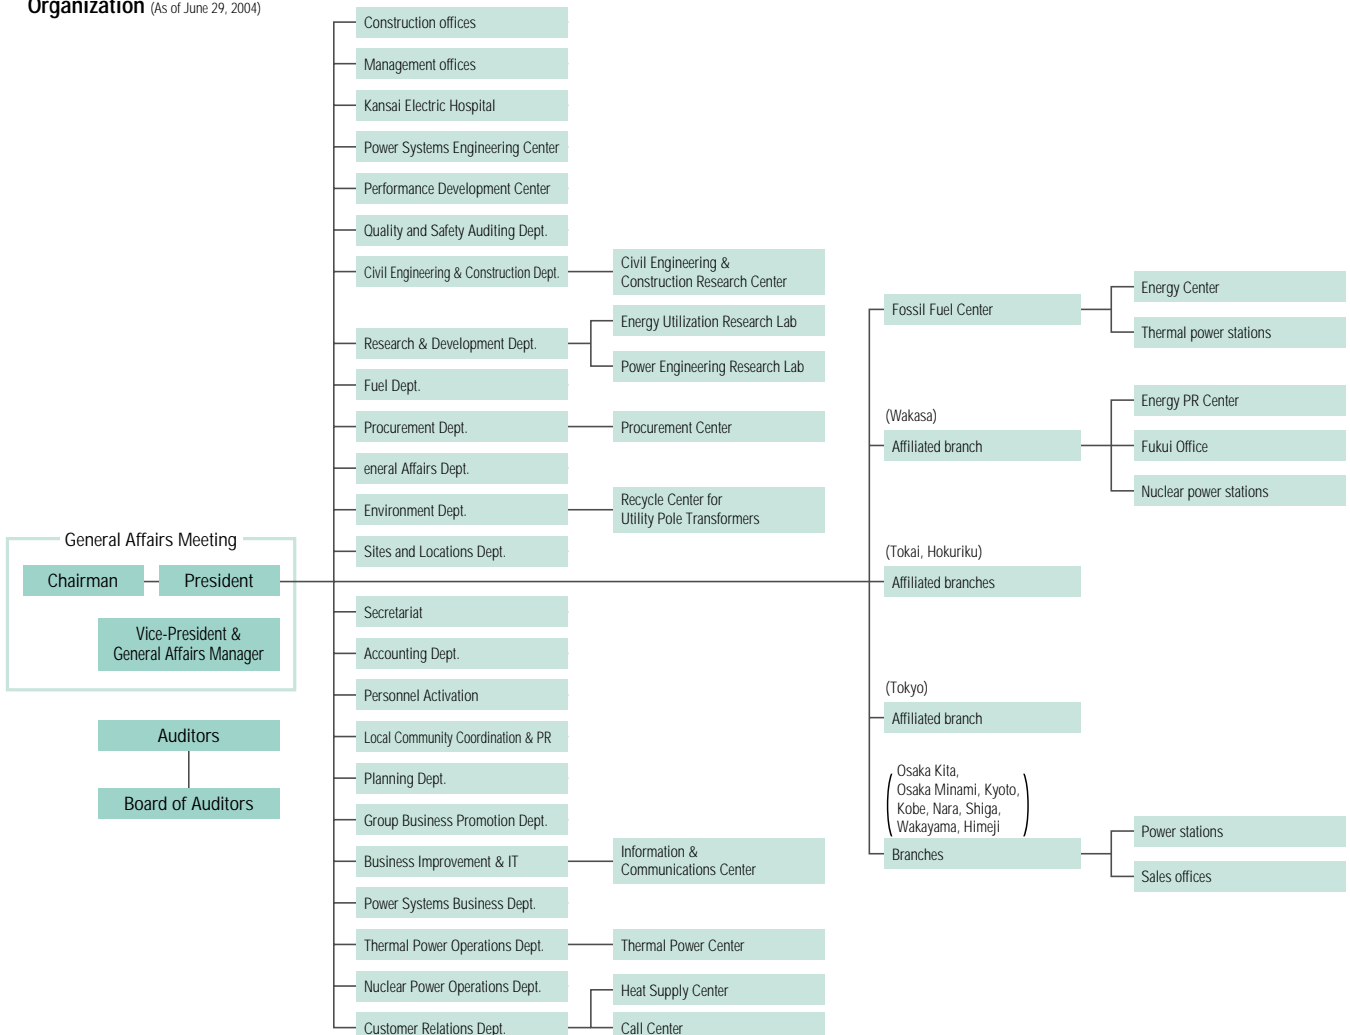 Organization (As of June 29, 2004)
Construction offices
Management offices
Kansai Electric Hospital
Power Systems Engineering Center
Performance Development Center
Quality and Safety Auditing Dept.
Civil Engineering & Construction Dept.
Civil Engineering &
Construction Research Center
Research & Development Dept.
Energy Utilization Research Lab
Power Engineering Research Lab
Fuel Dept.
Procurement Dept.
Procurement Center
eneral Affairs Dept.
Environment Dept.
Recycle Center for
Utility Pole Transformers
Sites and Locations Dept.
General Affairs Meeting
Chairman
President
Vice-President &
General Affairs Manager
Auditors
Board of Auditors
Secretariat
Accounting Dept.
Personnel Activation
Local Community Coordination & PR
Planning Dept.
Group Business Promotion Dept.
Business Improvement & IT
Information &
Communications Center
Power Systems Business Dept.
Thermal Power Operations Dept.
Thermal Power Center
Nuclear Power Operations Dept.
Customer Relations Dept.
Heat Supply Center
Call Center
Fossil Fuel Center
Energy Center
Thermal power stations
(Wakasa)
Affiliated branch
Energy PR Center
Fukui Office
Nuclear power stations
(Tokai, Hokuriku)
Affiliated branches
(Tokyo)
Affiliated branch
(Osaka Kita,
Osaka Minami, Kyoto,
Kobe, Nara, Shiga,
Wakayama, Himeji)
Branches
Power stations
Sales offices